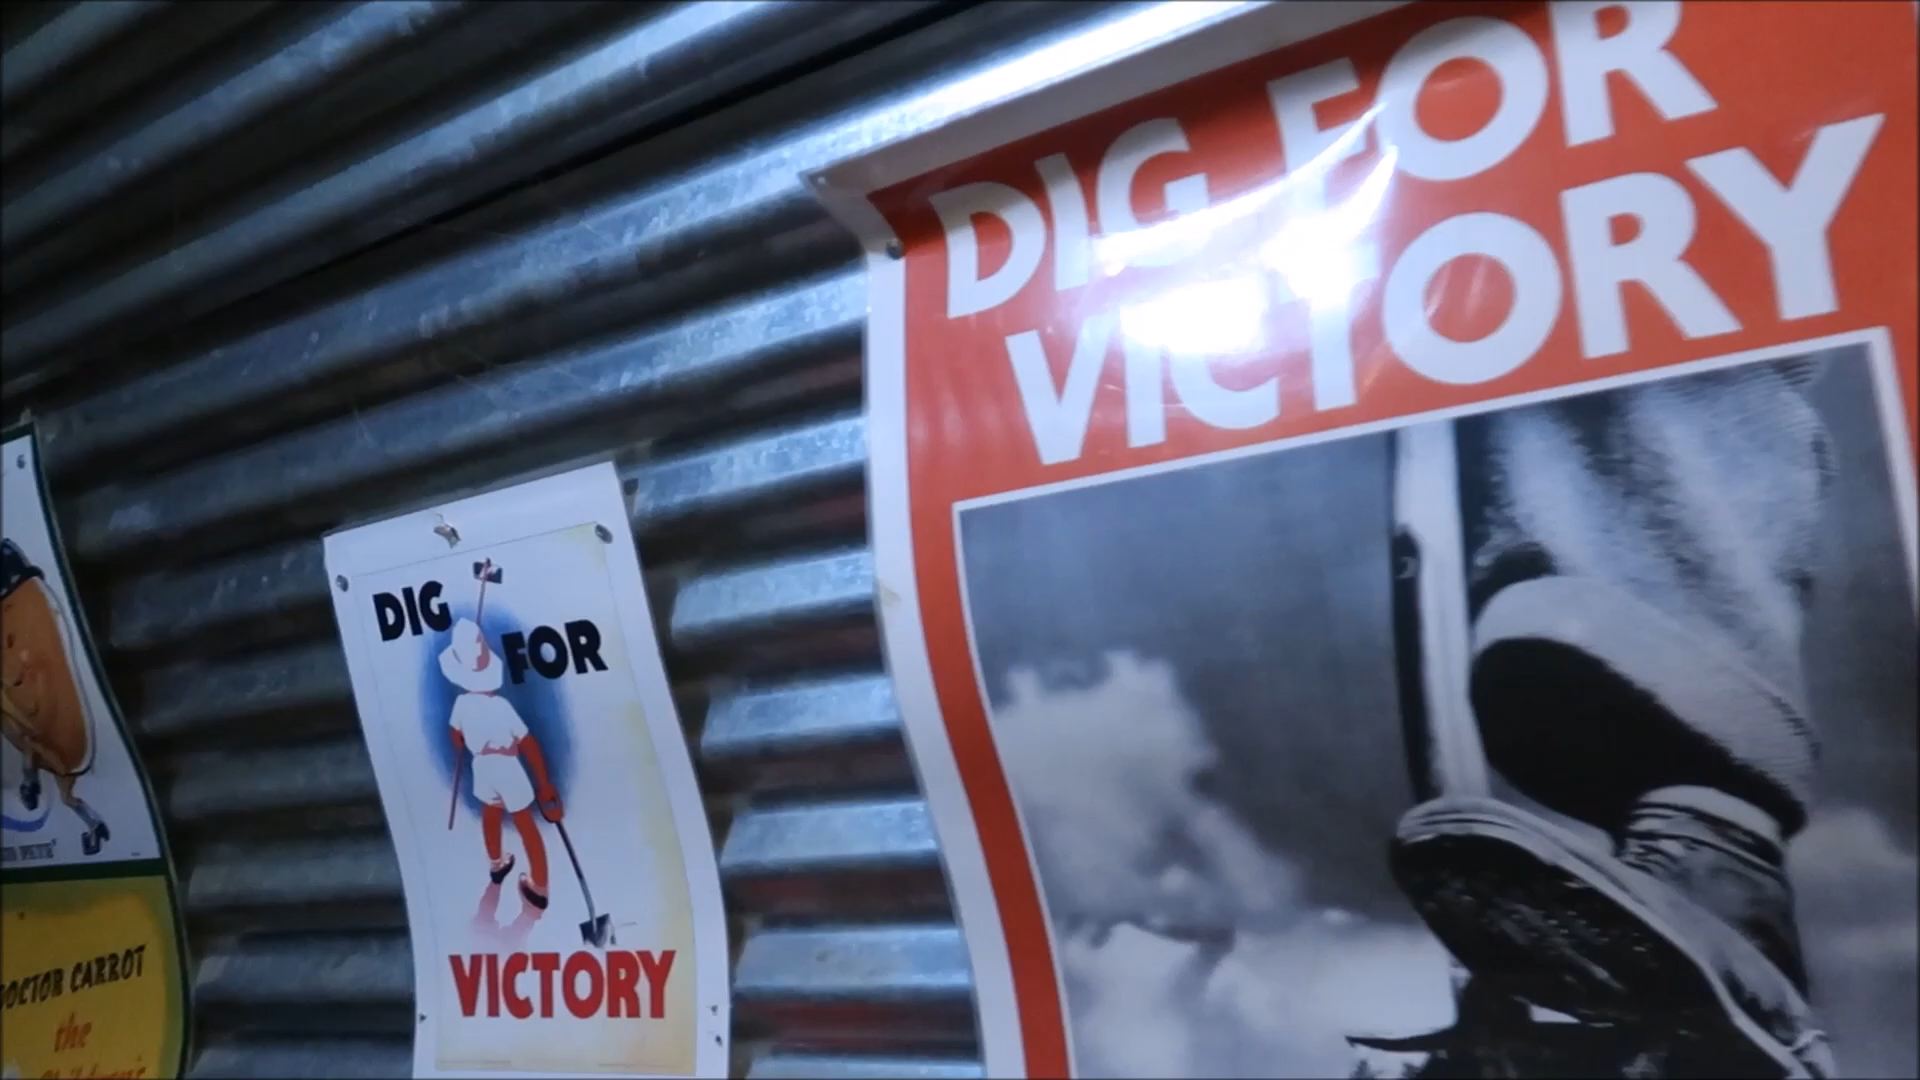 DIG FOR
VICTORY
DIG
FOR
VICTORY
DOCTOR CARROT
the